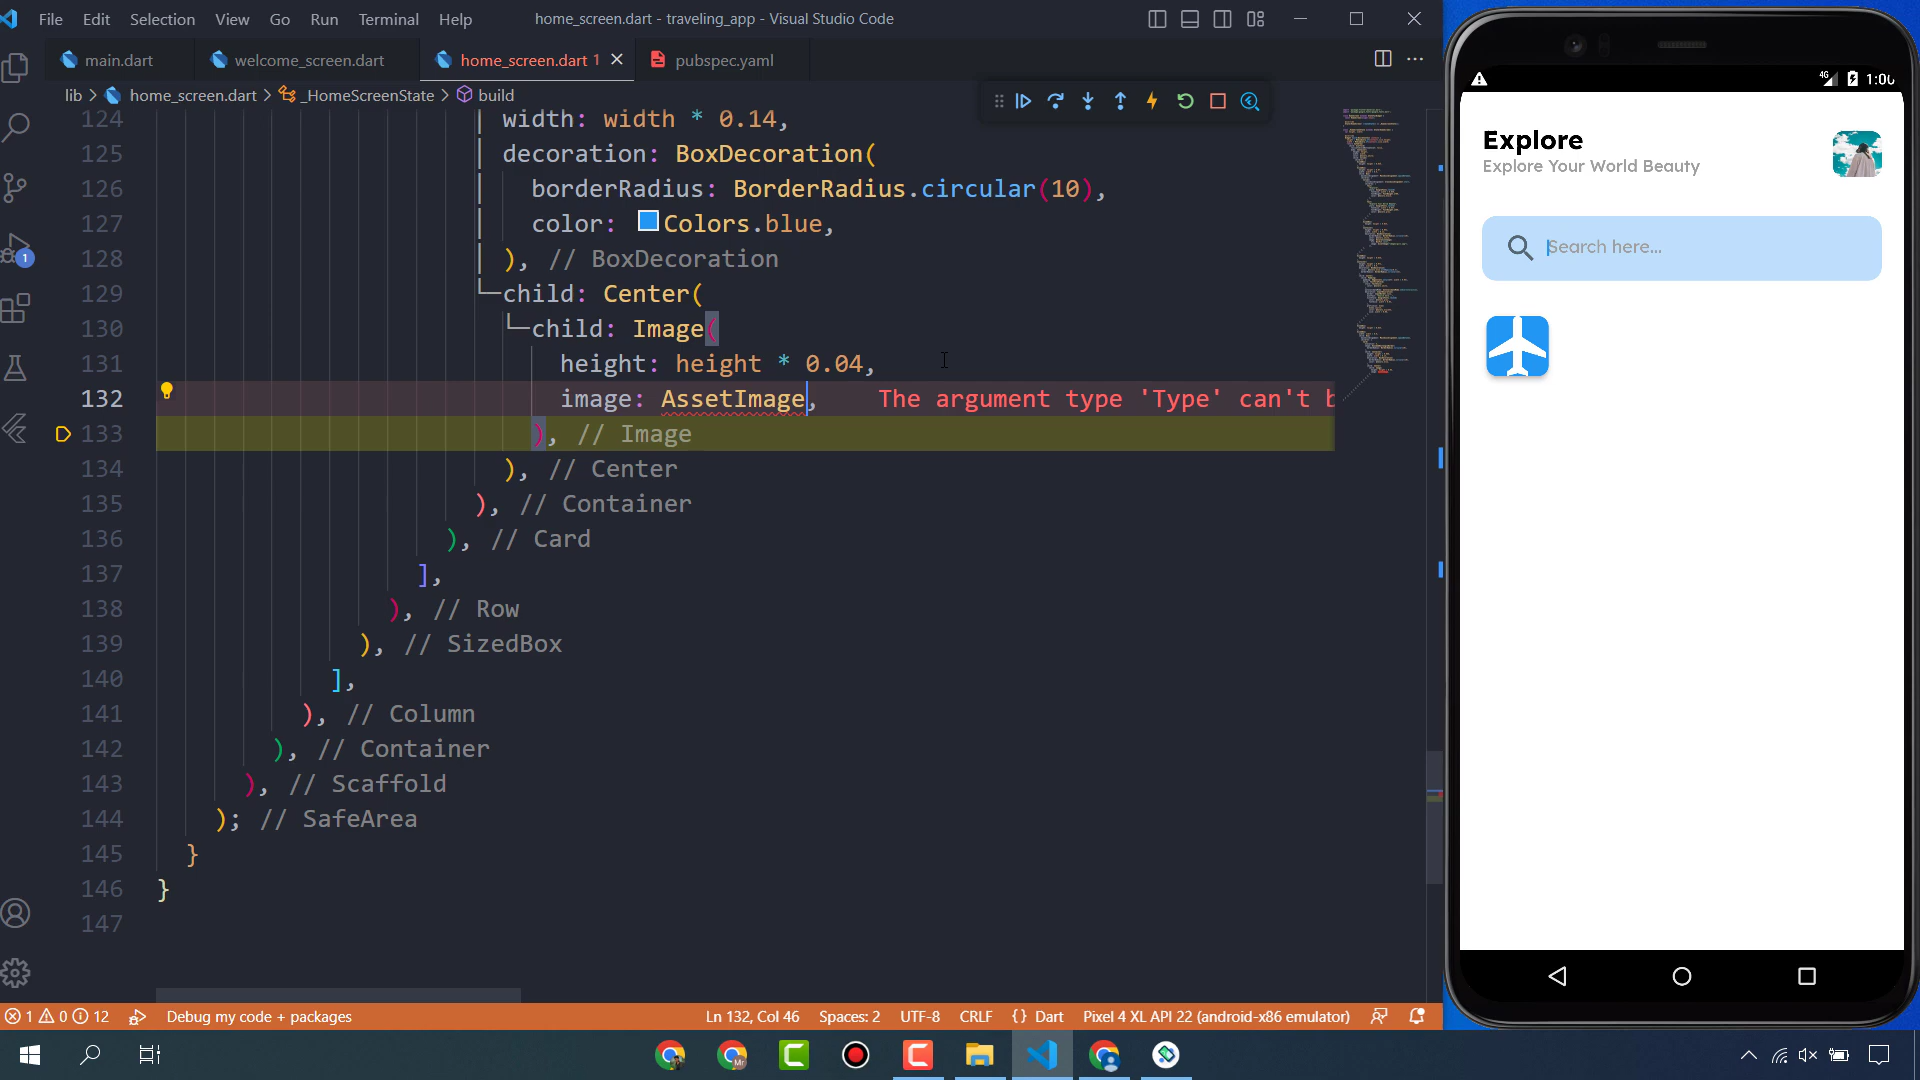 File Edit Selection View Go Run Terminal Help home_screen.dart - traveling_app - Visual Studio Code
main.dart welcome_screen.dart home_screen.dart 1 pubspec.yaml
lib > home_screen.dart > _HomeScreenState > build
124 width: width * 0.14,
125 decoration: BoxDecoration(
126 borderRadius: BorderRadius.circular(10),
127 color: Colors.blue,
128 ), // BoxDecoration
129 child: Center(
130 child: Image(
131 height: height * 0.04,
132 image: AssetImage, The argument type 'Type' can't b
133 ), // Image
134 ), // Center
135 ), // Container
136 ), // Card
137 ],
138 ), // Row
139 ), // SizedBox
140 ],
141 ), // Column
142 ), // Container
143 ), // Scaffold
144 ); // SafeArea
145 }
146 }
147
1
1 0 12 Debug my code + packages Ln 132, Col 46 Spaces: 2 UTF-8 CRLF {} Dart Pixel 4 XL API 22 (android-x86 emulator)
4G 1:00
Explore
Explore Your World Beauty
Search here...